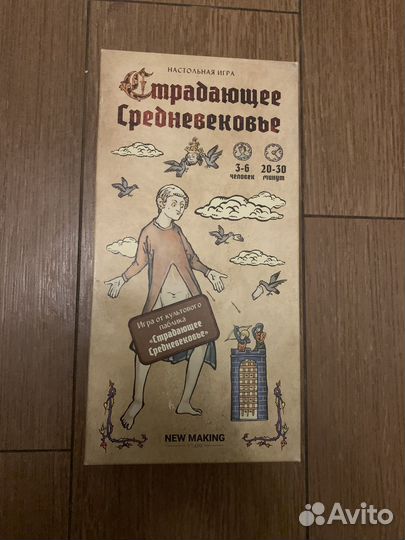 НАСТОЛЬНАЯ ИГРА
Страдающее
Средневековье
3-6
человек
20-30
минут
Игра от культового
паблика
«Страдающее
Средневековье»
NEW MAKING
Avito